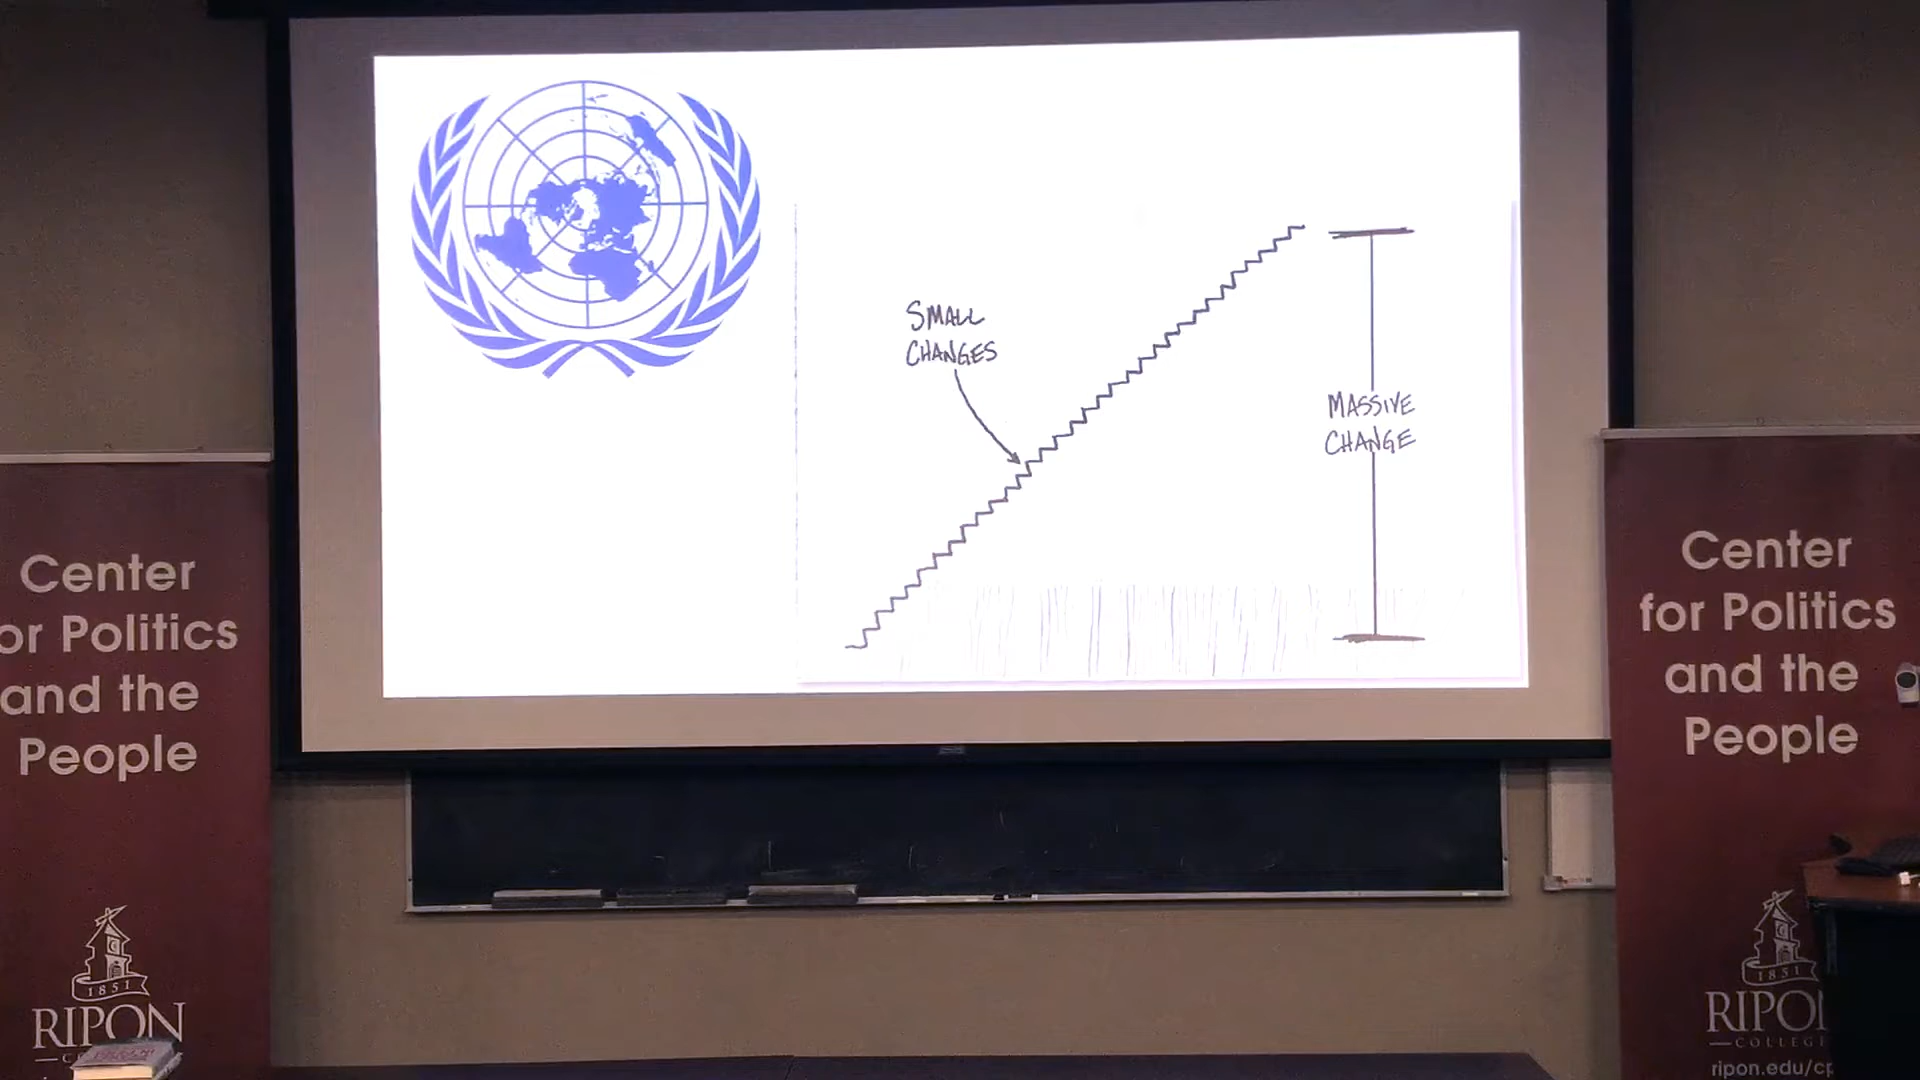 SMALL
CHANGES
MASSIVE
CHANGE
Center
or Politics
and the
People
1851
RIPON
Center
for Politics
and the
People
1851
RIPON
COLLEGE
ripon.edu/cp